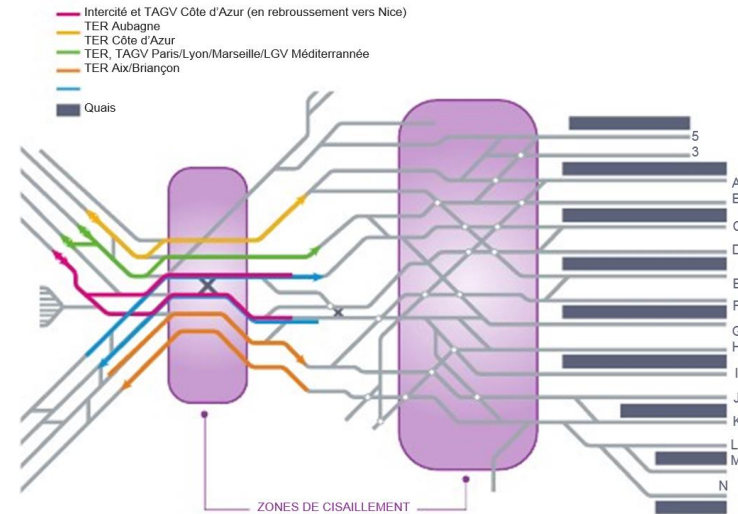 Intercité et TAGV Côte d’Azur (en rebroussement vers Nice)
TER Aubagne
TER Côte d’Azur
TER, TAGV Paris/Lyon/Marseille/LGV Méditerrannée
TER Aix/Briançon
Quais
5
3
A
B
C
D
E
F
G
H
I
J
K
L
M
N
ZONES DE CISAILLEMENT